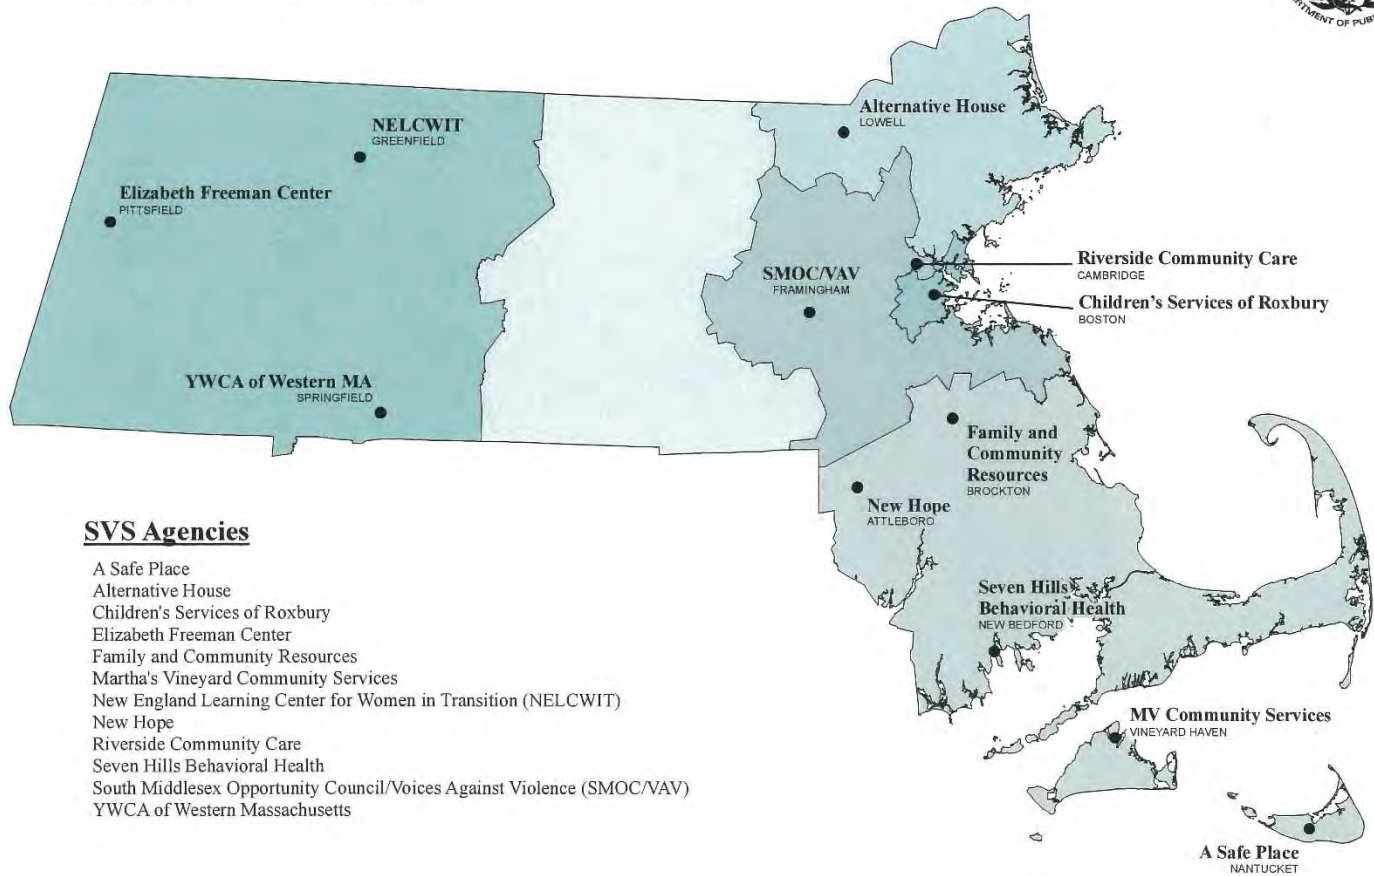 DEPARTMENT OF PUBL
Alternative House
LOWELL
NELCWIT
GREENFIELD
Elizabeth Freeman Center
PITTSFIELD
Riverside Community Care
CAMBRIDGE
SMOC/VAV
FRAMINGHAM
Children's Services of Roxbury
BOSTON
YWCA of Western MA
SPRINGFIELD
Family and
Community
Resources
BROCKTON
New Hope
ATTLEBORO
Seven Hills
Behavioral Health
NEW BEDFORD
MV Community Services
VINEYARD HAVEN
A Safe Place
NANTUCKET
SVS Agencies
A Safe Place
Alternative House
Children's Services of Roxbury
Elizabeth Freeman Center
Family and Community Resources
Martha's Vineyard Community Services
New England Learning Center for Women in Transition (NELCWIT)
New Hope
Riverside Community Care
Seven Hills Behavioral Health
South Middlesex Opportunity Council/Voices Against Violence (SMOC/VAV)
YWCA of Western Massachusetts